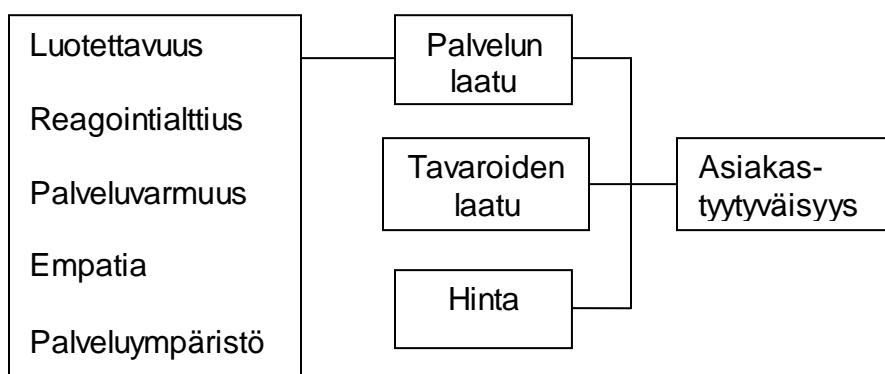 Luotettavuus
Reagointialttius
Palveluvarmuus
Empatia
Palveluympäristö
Palvelun
laatu
Tavaroiden
laatu
Hinta
Asiakas-
tyytyväisyys